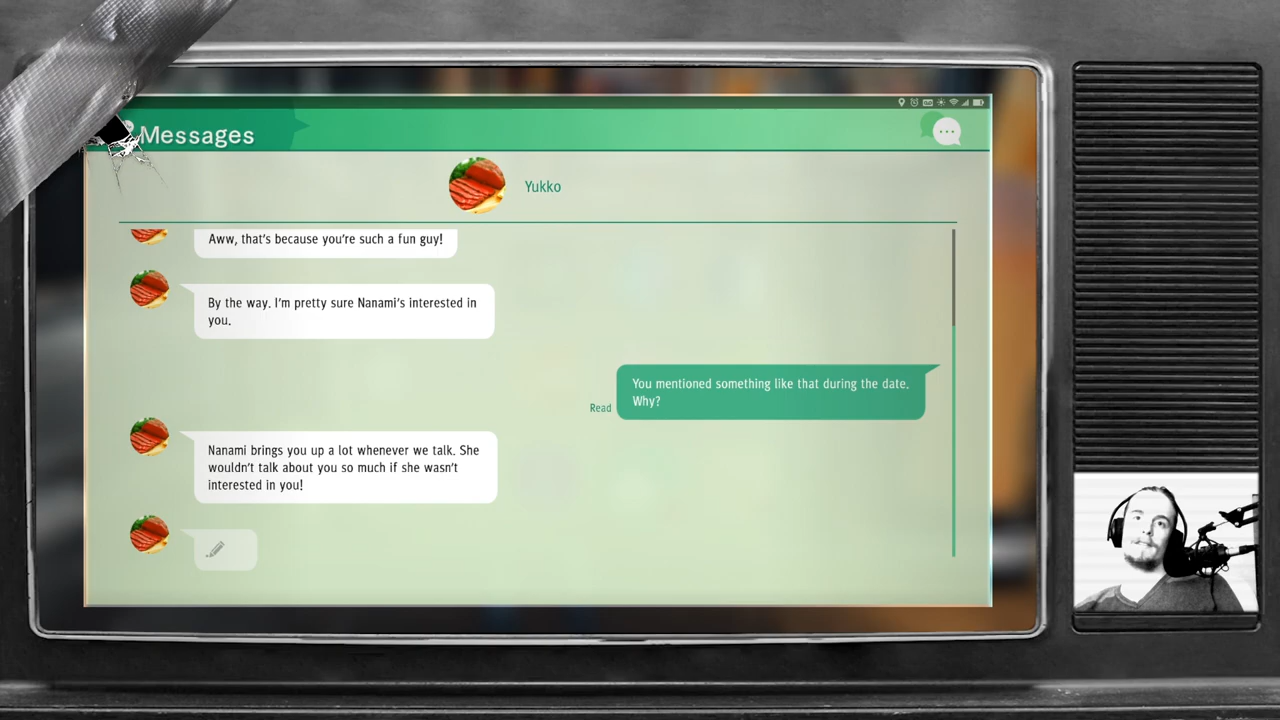 Messages
Yukko
Aww, that's because you're such a fun guy!
By the way. I'm pretty sure Nanami's interested in
you.
You mentioned something like that during the date.
Why?
Read
Nanami brings you up a lot whenever we talk. She
wouldn't talk about you so much if she wasn't
interested in you!